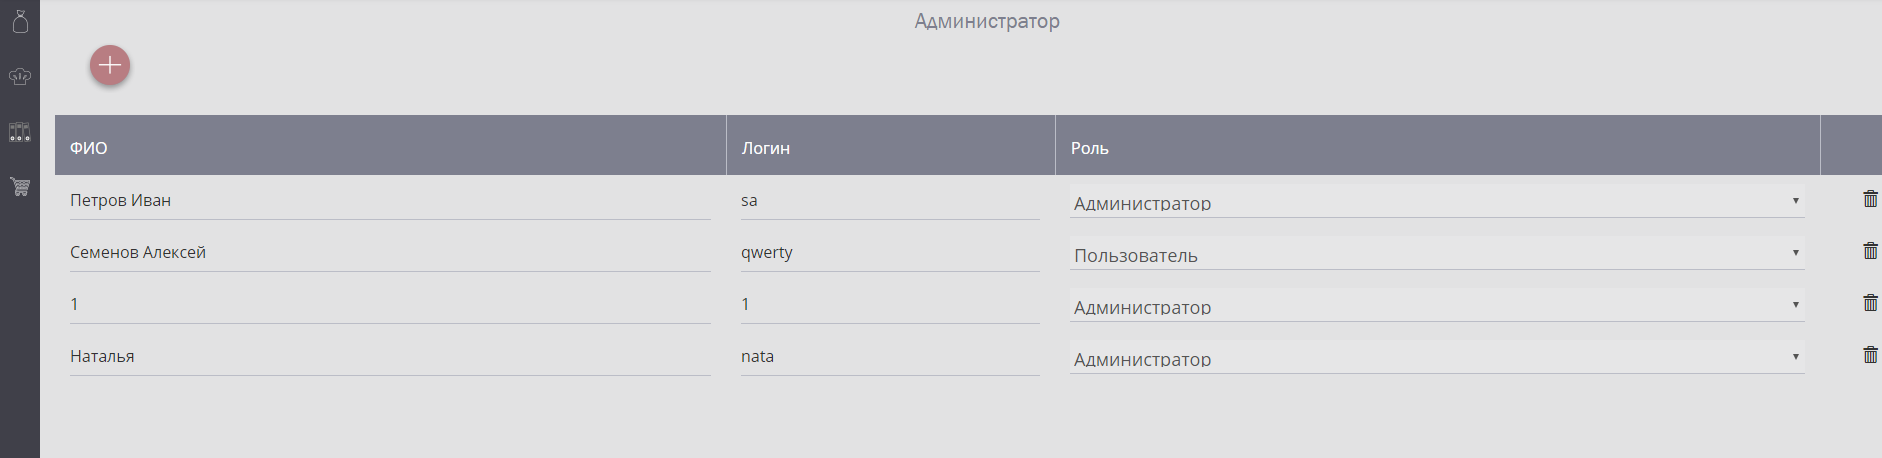 Администратор
ФИО Логин Роль
Петров Иван sa Администратор
Семенов Алексей qwerty Пользователь
1 1 Администратор
Наталья nata Администратор